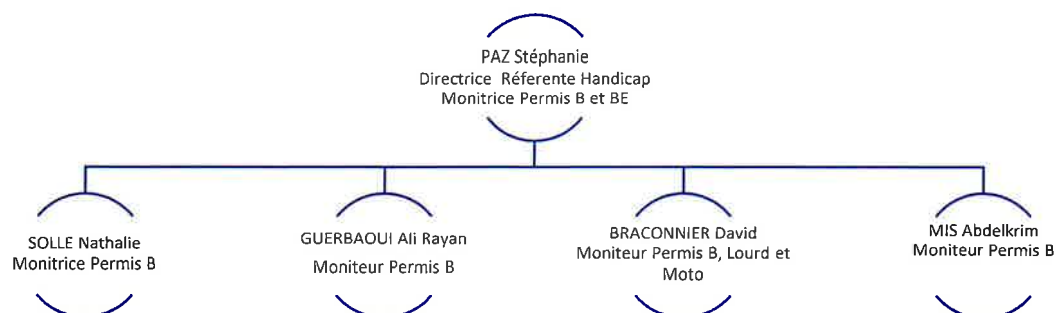 PAZ Stéphanie
Directrice Réferente Handicap
Monitrice Permis B et BE
SOLLE Nathalie
Monitrice Permis B
GUERBAOUI Ali Rayan
Moniteur Permis B
BRACONNIER David
Moniteur Permis B, Lourd et
Moto
MIS Abdelkrim
Moniteur Permis B